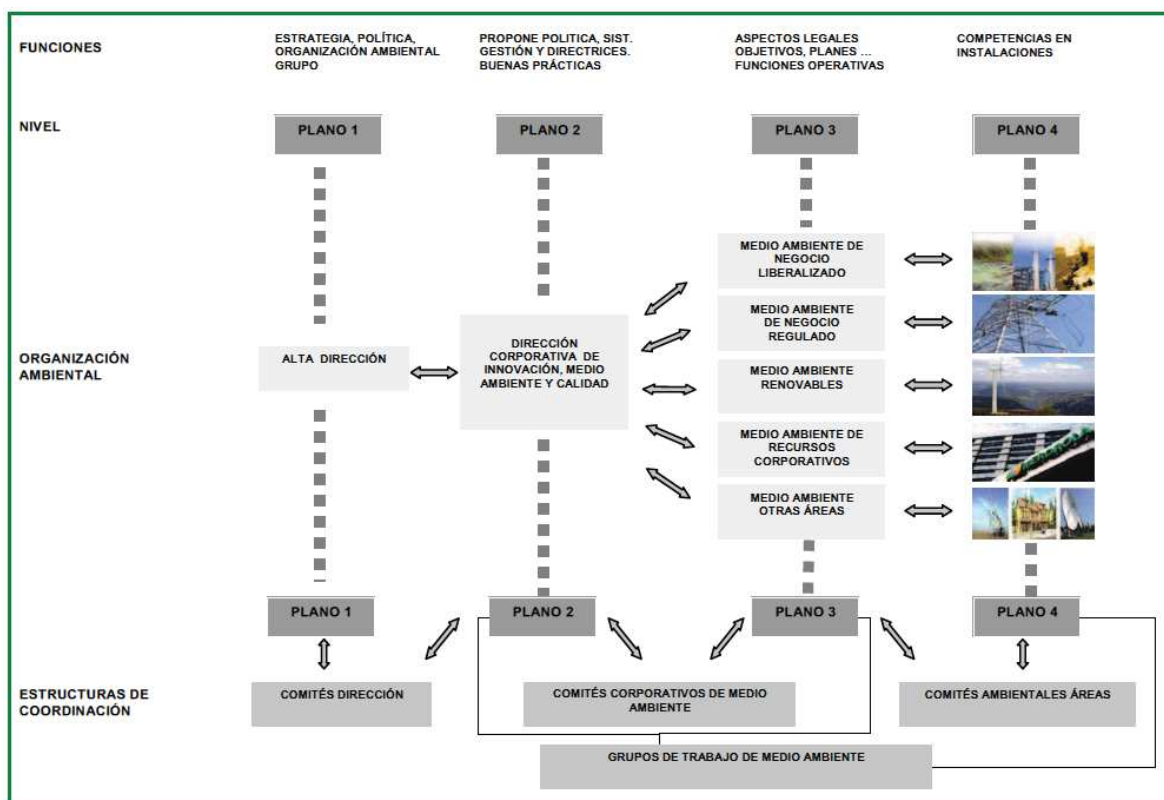 FUNCIONES
ESTRATEGIA, POLÍTICA,
ORGANIZACIÓN AMBIENTAL
GRUPO
PROPONE POLITICA, SIST.
GESTIÓN Y DIRECTRICES.
BUENAS PRÁCTICAS
ASPECTOS LEGALES
OBJETIVOS, PLANES ...
FUNCIONES OPERATIVAS
COMPETENCIAS EN
INSTALACIONES
NIVEL
PLANO 1
PLANO 2
PLANO 3
PLANO 4
ORGANIZACIÓN
AMBIENTAL
ALTA DIRECCIÓN
DIRECCIÓN
CORPORATIVA DE
INNOVACIÓN, MEDIO
AMBIENTE Y CALIDAD
MEDIO AMBIENTE DE
NEGOCIO
LIBERALIZADO
MEDIO AMBIENTE
DE NEGOCIO
REGULADO
MEDIO AMBIENTE
RENOVABLES
MEDIO AMBIENTE DE
RECURSOS
CORPORATIVOS
MEDIO AMBIENTE
OTRAS ÁREAS
PLANO 1
PLANO 2
PLANO 3
PLANO 4
ESTRUCTURAS DE
COORDINACIÓN
COMITÉS DIRECCIÓN
COMITÉS CORPORATIVOS DE MEDIO
AMBIENTE
COMITÉS AMBIENTALES ÁREAS
GRUPOS DE TRABAJO DE MEDIO AMBIENTE